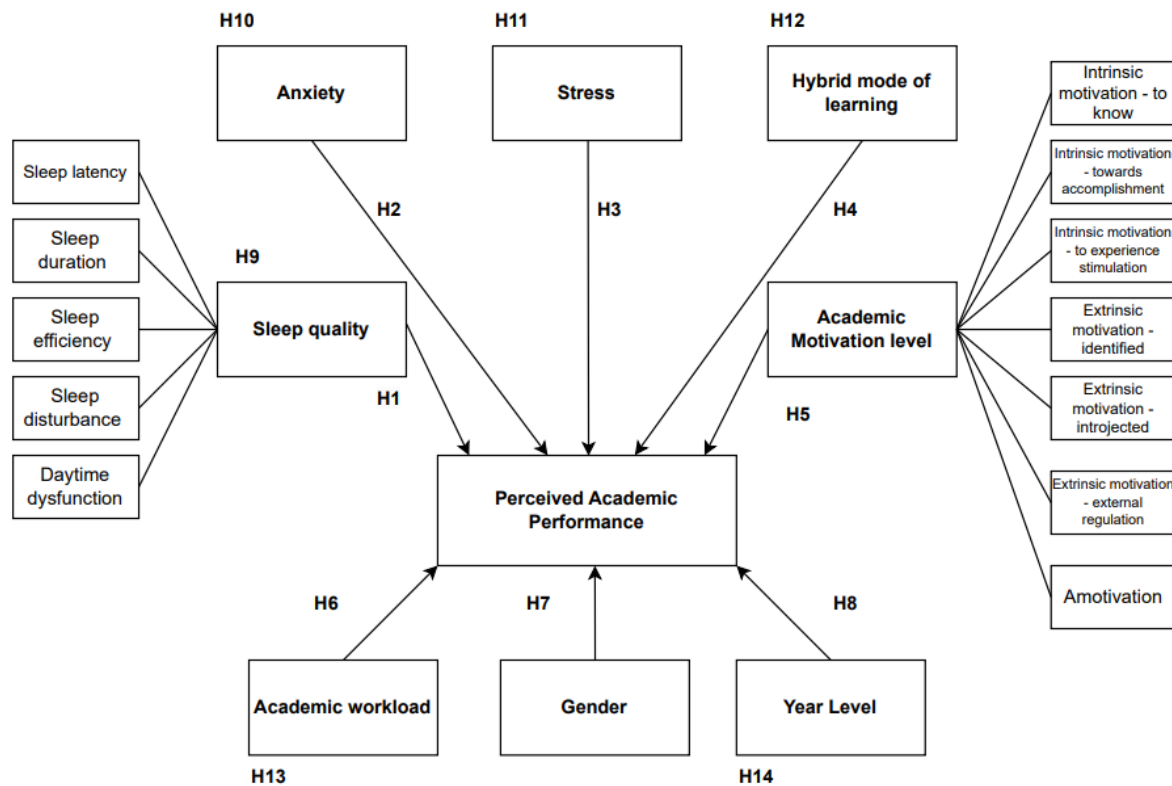 H10
H11
H12
Anxiety
Stress
Hybrid mode of
learning
Intrinsic
motivation - to
know
Sleep latency
Intrinsic motivation
- towards
accomplishment
H2
H3
H4
Sleep
duration
Intrinsic motivation
- to experience
stimulation
H9
Sleep
efficiency
Sleep quality
Academic
Motivation level
Extrinsic
motivation -
identified
Sleep
disturbance
H1
H5
Extrinsic
motivation -
introjected
Daytime
dysfunction
Perceived Academic
Performance
Extrinsic motivation
- external
regulation
H6
H7
H8
Amotivation
Academic workload
Gender
Year Level
H13
H14